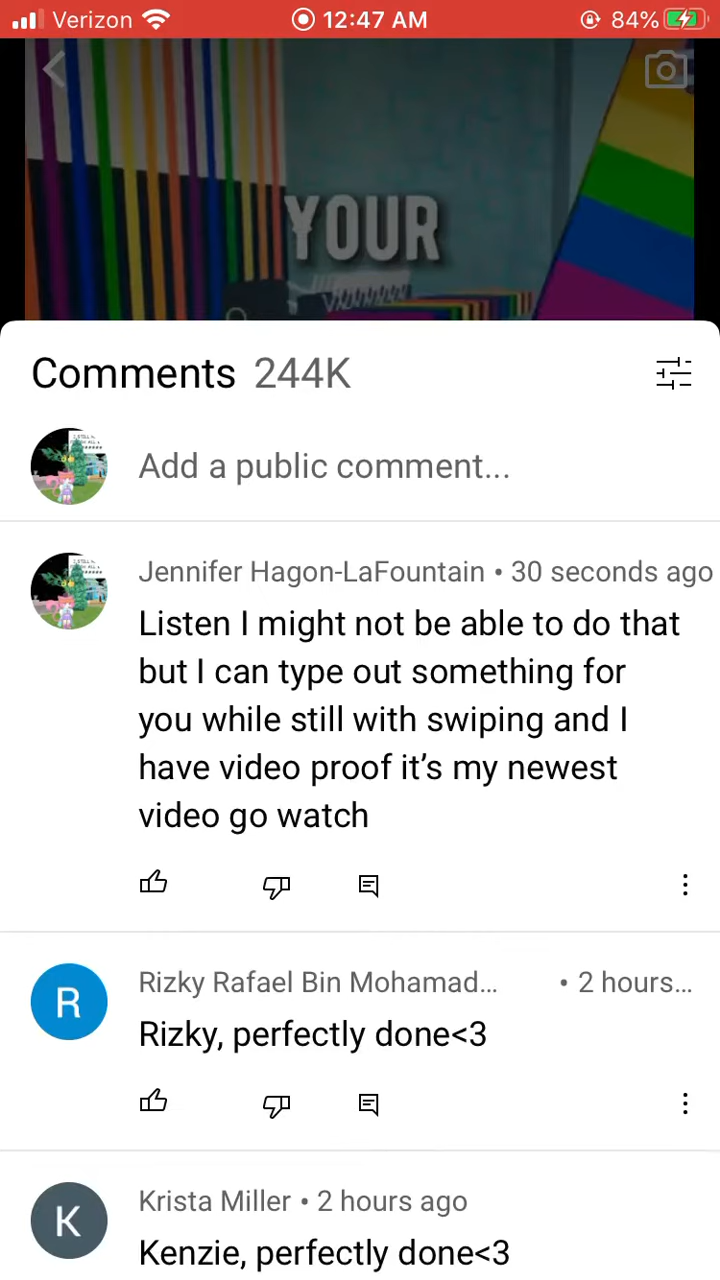 Verizon 12:47 AM 84%
YOUR
Comments 244K
Add a public comment...
Jennifer Hagon-LaFountain • 30 seconds ago
Listen I might not be able to do that
but I can type out something for
you while still with swiping and I
have video proof it’s my newest
video go watch
R
Rizky Rafael Bin Mohamad... • 2 hours...
Rizky, perfectly done<3
K
Krista Miller • 2 hours ago
Kenzie, perfectly done<3